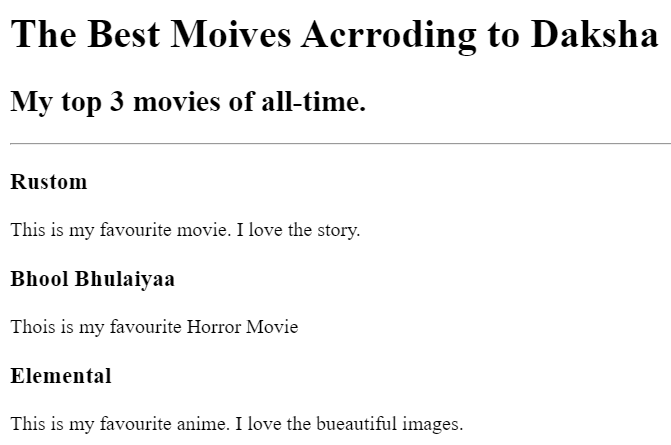 The Best Moives Acrroding to Daksha
My top 3 movies of all-time.
Rustom
This is my favourite movie. I love the story.
Bhool Bhulaiyaa
Thois is my favourite Horror Movie
Elemental
This is my favourite anime. I love the bueautiful images.